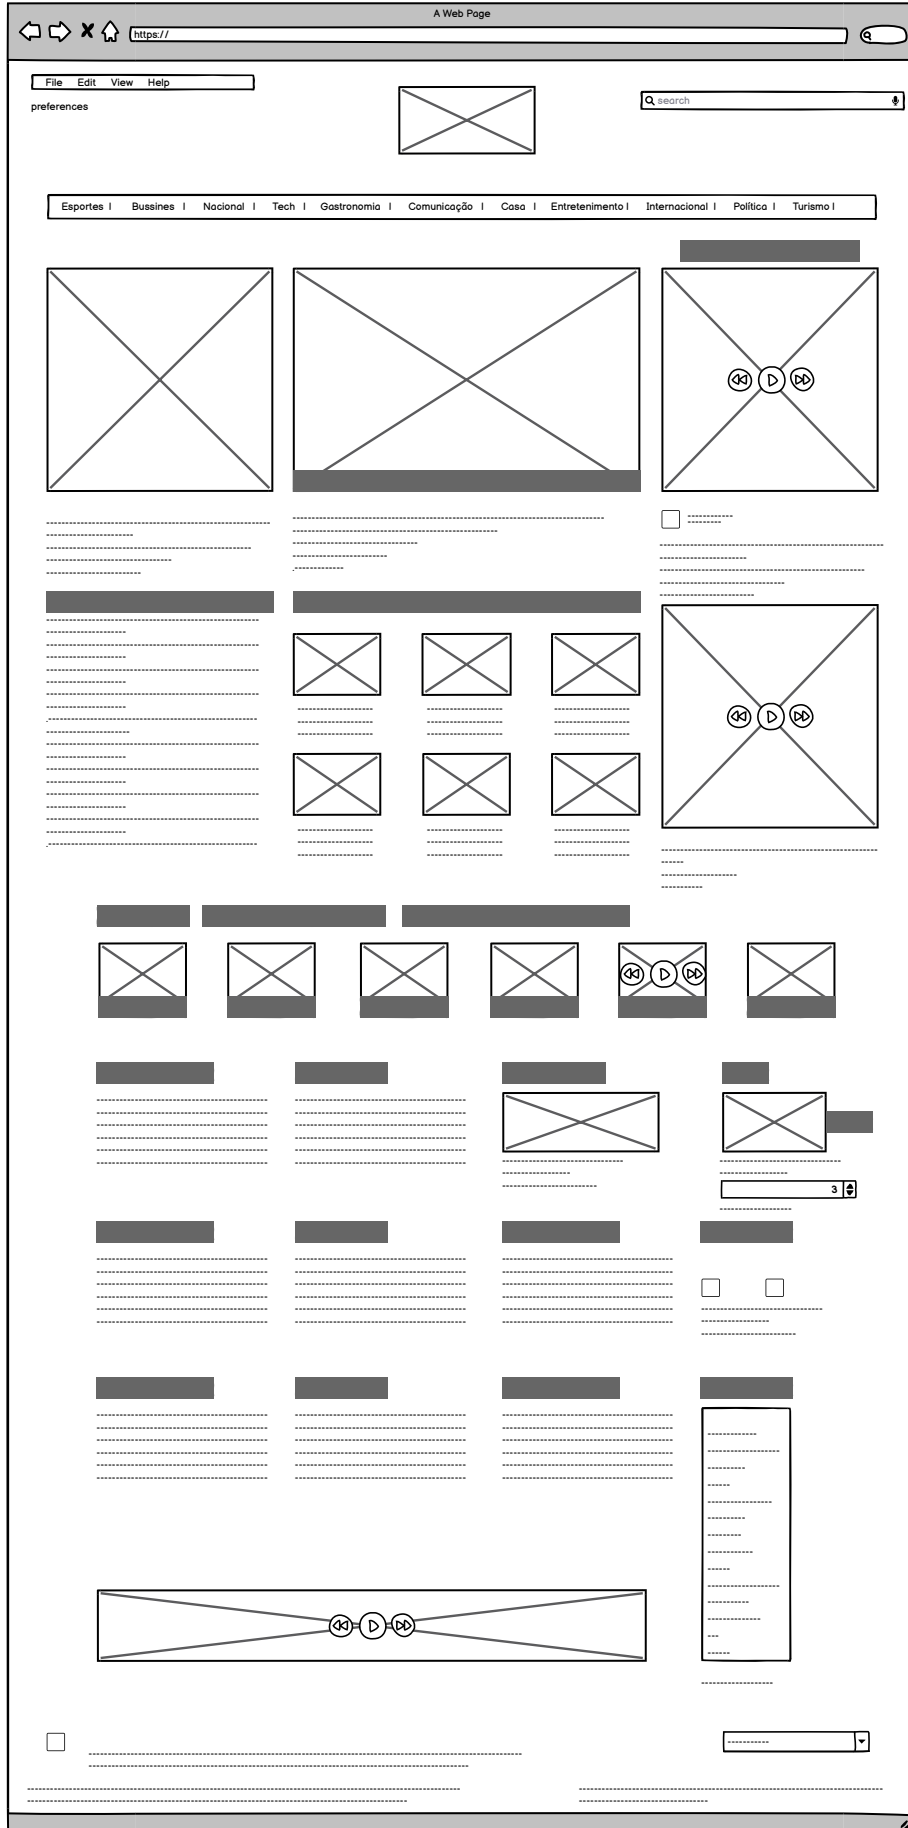 A Web Page
https://
File Edit View Help
preferences
search
Esportes | Bussines | Nacional | Tech | Gastronomia | Comunicação | Casa | Entretenimento | Internacional | Política | Turismo |
3